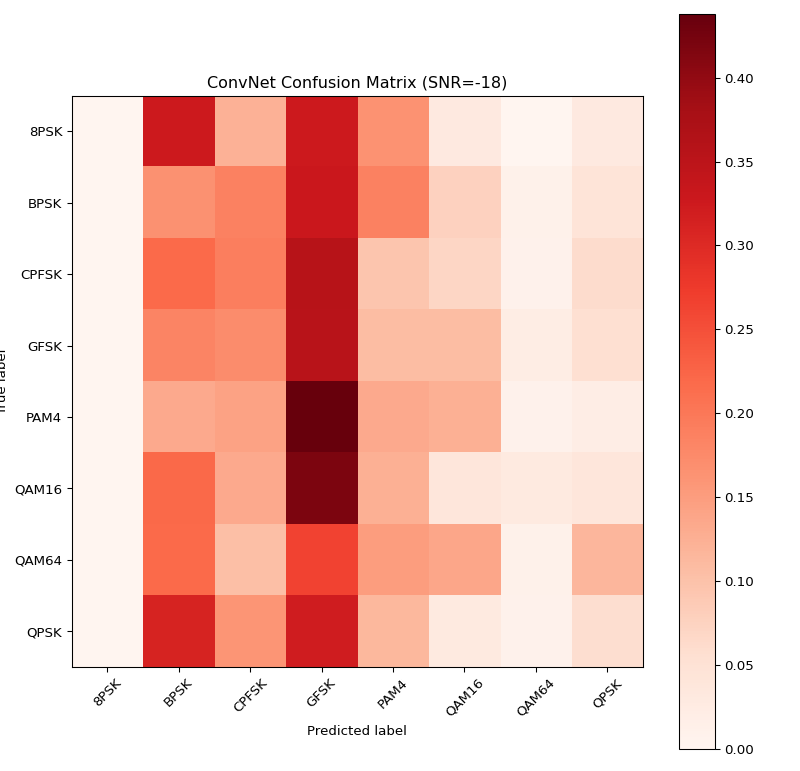 ConvNet Confusion Matrix (SNR=-18)
8PSK
BPSK
CPFSK
GFSK
PAM4
QAM16
QAM64
QPSK
8PSK
BPSK
CPFSK
GFSK
PAM4
QAM16
QAM64
QPSK
Predicted label
True label
0.40
0.35
0.30
0.25
0.20
0.15
0.10
0.05
0.00